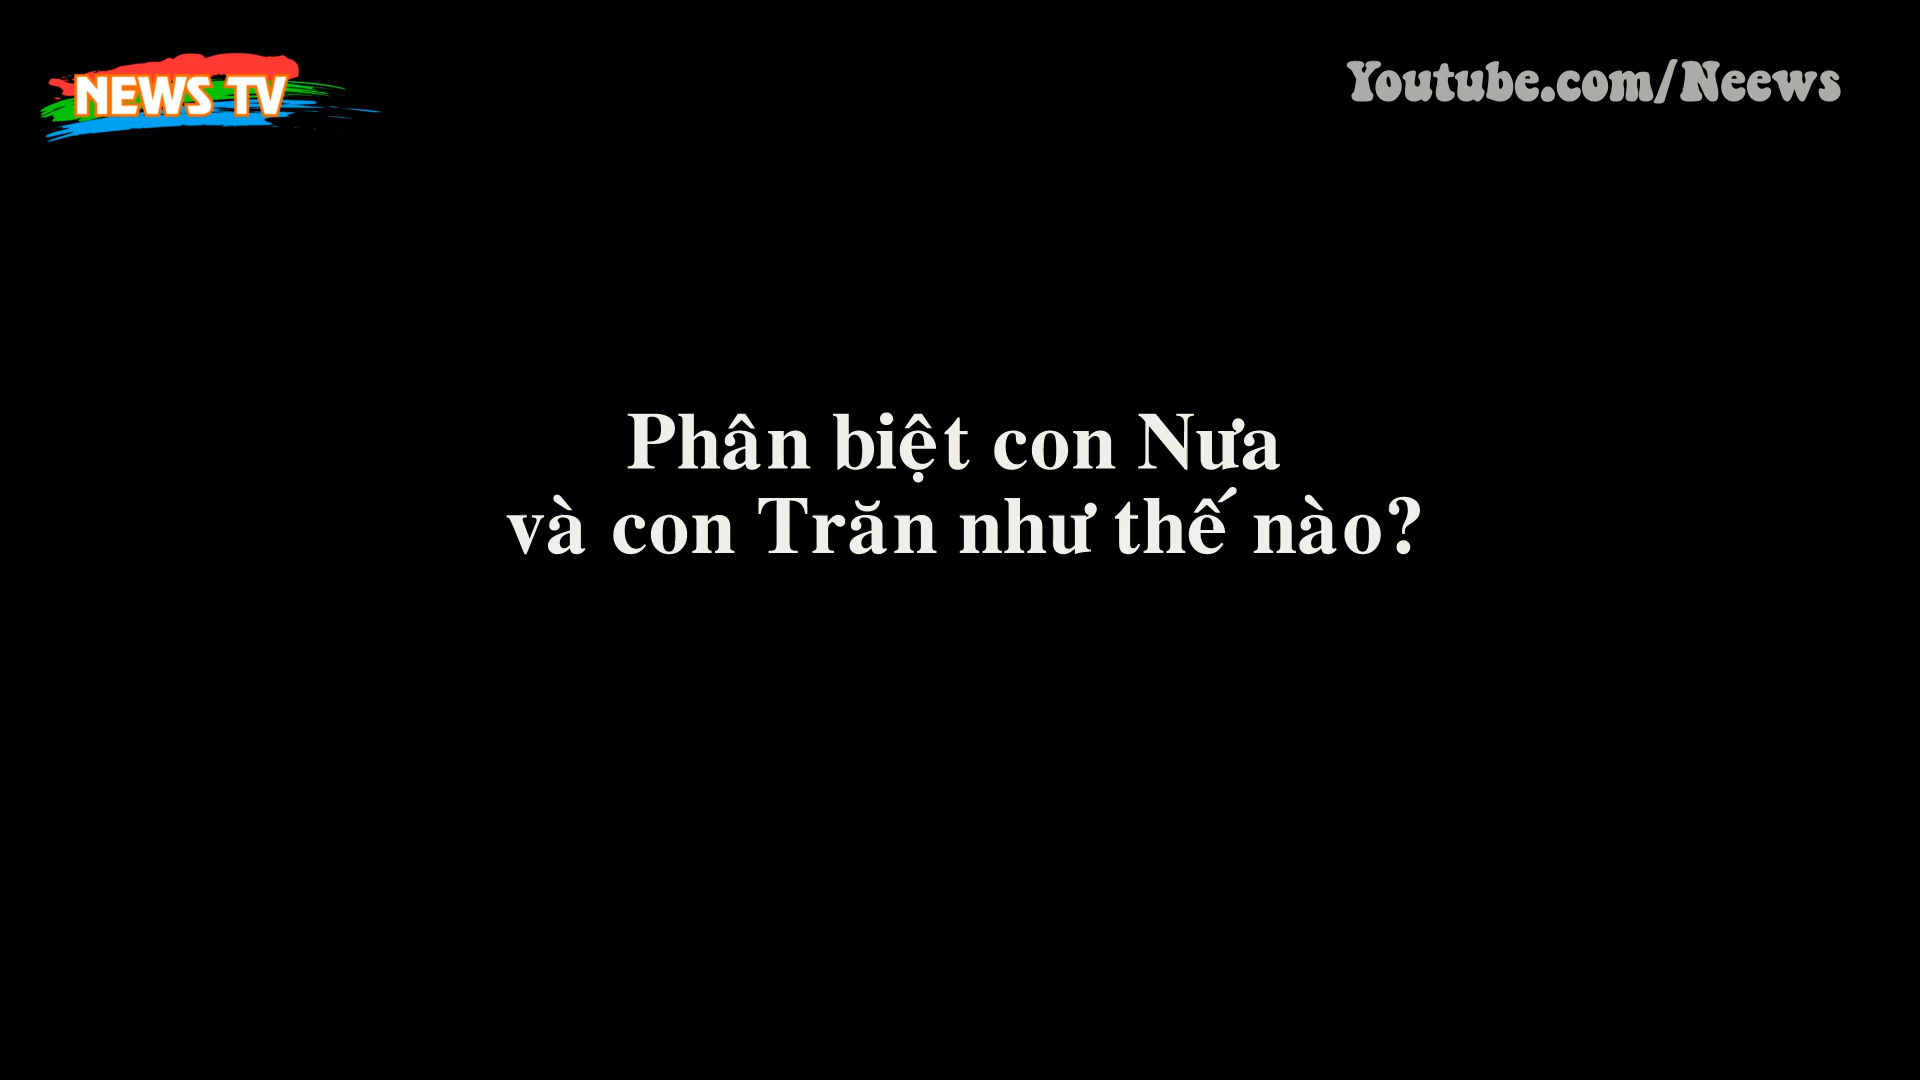 NEWS TV
Youtube.com/Neews
Phân biệt con Nưa
và con Trăn như thế nào?